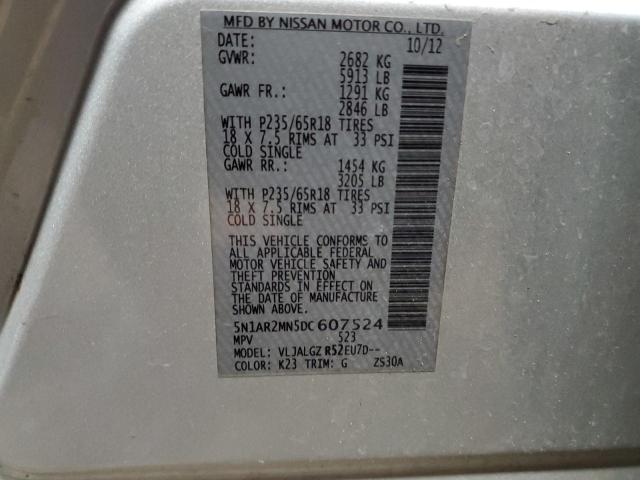 MFD BY NISSAN MOTOR CO., LTD.
DATE: 10/12
GVWR: 2682 KG
5913 LB
GAWR FR.: 1291 KG
2846 LB
WITH P235/65R18 TIRES
18 X 7.5 RIMS AT 33 PSI
COLD SINGLE
GAWR RR.: 1454 KG
3205 LB
WITH P235/65R18 TIRES
18 X 7.5 RIMS AT 33 PSI
COLD SINGLE
THIS VEHICLE CONFORMS TO
ALL APPLICABLE FEDERAL
MOTOR VEHICLE SAFETY AND
THEFT PREVENTION
STANDARDS IN EFFECT ON
THE DATE OF MANUFACTURE
SHOWN ABOVE.
5N1AR2MN5DC607524
MPV 523
MODEL: VLJALGZ R52EU7D--
COLOR: K23 TRIM: G ZS30A